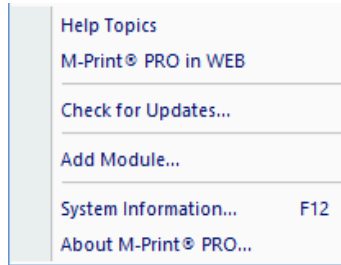 Help Topics
M-Print® PRO in WEB
Check for Updates...
Add Module...
System Information... F12
About M-Print® PRO...